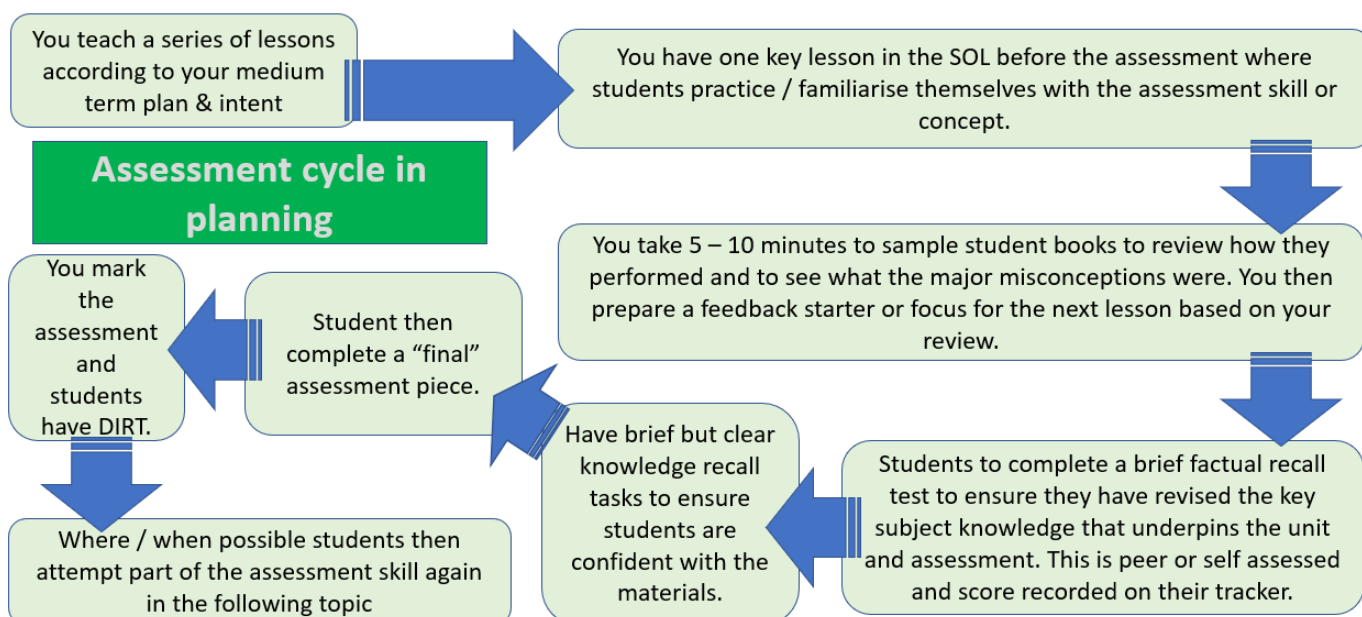 You teach a series of lessons
according to your medium
term plan & intent
You have one key lesson in the SOL before the assessment where
students practice / familiarise themselves with the assessment skill or
concept.
Assessment cycle in
planning
You take 5 – 10 minutes to sample student books to review how they
performed and to see what the major misconceptions were. You then
prepare a feedback starter or focus for the next lesson based on your
review.
Students to complete a brief factual recall
test to ensure they have revised the key
subject knowledge that underpins the unit
and assessment. This is peer or self assessed
and score recorded on their tracker.
Have brief but clear
knowledge recall
tasks to ensure
students are
confident with the
materials.
Student then
complete a “final”
assessment piece.
You mark
the
assessment
and
students
have DIRT.
Where / when possible students then
attempt part of the assessment skill again
in the following topic